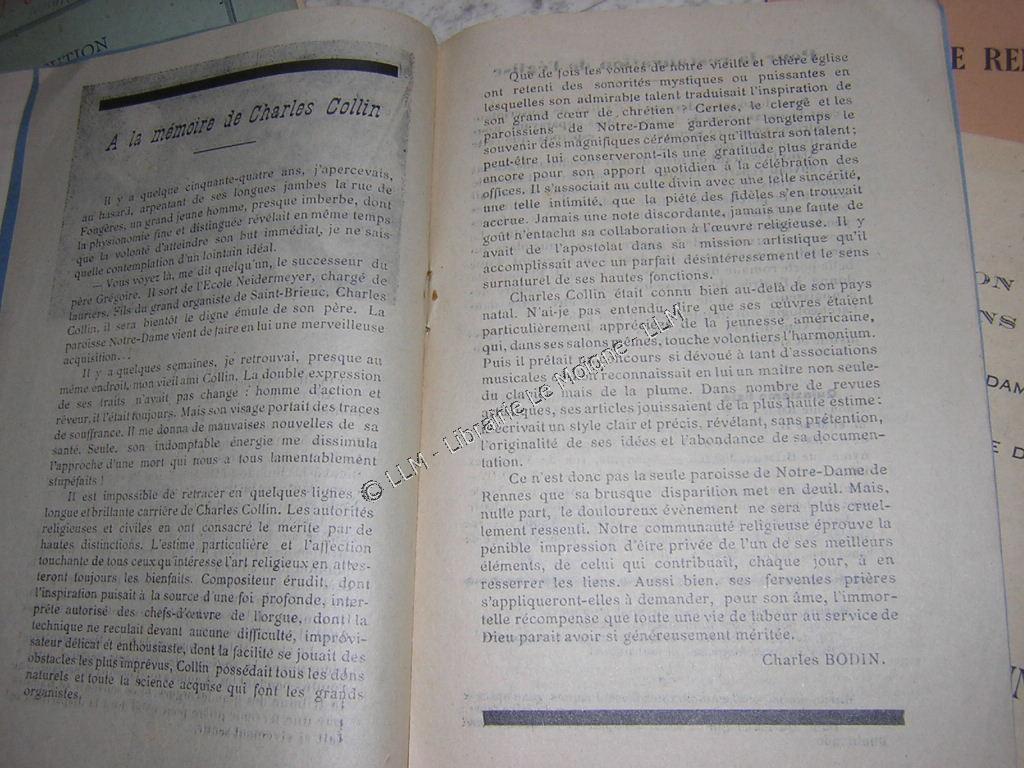 UTION
A la mémoire de Charles Collin
Il y a quelque cinquante-quatre ans, j'apercevais,
au hasard, arpentant de ses longues jambes la rue de
Fougères, un grand jeune homme, presque imberbe, dont
la physionomie fine et distinguée révélait en même temps
que la volonté d'atteindre son but immédiat, je ne sais
quelle contemplation d'un lointain idéal.
— Vous voyez là, me dit quelqu'un, le successeur du
père Grégoire. Il sort de l'Ecole Neidermeyer, chargé de
lauriers. Fils du grand organiste de Saint-Brieuc, Charles
Collin, il sera bientôt le digne émule de son père. La
paroisse Notre-Dame vient de faire en lui une merveilleuse
acquisition...
Il y a quelques semaines, je retrouvai, presque au
même endroit, mon vieil ami Collin. La double expression
de ses traits n'avait pas changé : homme d'action et
rêveur, il l'était toujours. Mais son visage portait des traces
de souffrance. Il me donna de mauvaises nouvelles de sa
santé. Seule, son indomptable énergie me dissimula
l'approche d'une mort qui nous a tous lamentablement
stupéfaits !
Il est impossible de retracer en quelques lignes
longue et brillante carrière de Charles Collin. Les autorités
religieuses et civiles en ont consacré le mérite par de
hautes distinctions. L'estime particulière et l'affection
touchante de tous ceux qu'intéresse l'art religieux en attes-
teront toujours les bienfaits. Compositeur érudit, dont
l'inspiration puisait à la source d'une foi profonde, inter-
prète autorisé des chefs-d'œuvre de l'orgue, dont la
technique ne reculait devant aucune difficulté, improvi-
sateur délicat et enthousiaste, dont la facilité se jouait des
obstacles les plus imprévus, Collin possédait tous les dons
naturels et toute la science acquise qui font les grands
organistes.
Que de fois les voûtes de notre vieille et chère église
ont retenti des sonorités mystiques ou puissantes en
lesquelles son admirable talent traduisait l'inspiration de
son grand cœur de chrétien ? Certes, le clergé et les
paroissiens de Notre-Dame garderont longtemps le
souvenir des magnifiques cérémonies qu'illustra son talent ;
peut-être lui conserveront-ils une gratitude plus grande
encore pour son apport quotidien à la célébration des
offices. Il s'associait au culte divin avec une telle sincérité,
une telle intimité, que la piété des fidèles s'en trouvait
accrue. Jamais une note discordante, jamais une faute de
goût n'entacha sa collaboration à l'œuvre religieuse. Il y
avait de l'apostolat dans sa mission artistique qu'il
accomplissait avec un parfait désintéressement et le sens
surnaturel de ses hautes fonctions.
Charles Collin était connu bien au-delà de son pays
natal. N'ai-je pas entendu dire que ses œuvres étaient
particulièrement appréciées de la jeunesse américaine,
qui, dans ses salons mêmes, touche volontiers l'harmonium.
Puis il prêtait concours si dévoué à tant d'associations
musicales reconnaissait en lui un maître non seule-
du clavier mais de la plume. Dans nombre de revues
ses articles jouissaient de la plus haute estime :
écrivait un style clair et précis, révélant, sans prétention,
l'originalité de ses idées et l'abondance de sa documen-
tation.
Ce n'est donc pas la seule paroisse de Notre-Dame de
Rennes que sa brusque disparition met en deuil. Mais,
nulle part, le douloureux évènement ne sera plus cruel-
lement ressenti. Notre communauté religieuse éprouve la
pénible impression d'être privée de l'un de ses meilleurs
éléments, de celui qui contribuait, chaque jour, à en
resserrer les liens. Aussi bien, ses ferventes prières
s'appliqueront-elles à demander, pour son âme, l'immor-
telle récompense que toute une vie de labeur au service de
Dieu parait avoir si généreusement méritée.
Charles BODIN.
E RE
ON
NS
DAM
E D
© LLM - Librairie Le Moigne - LLM